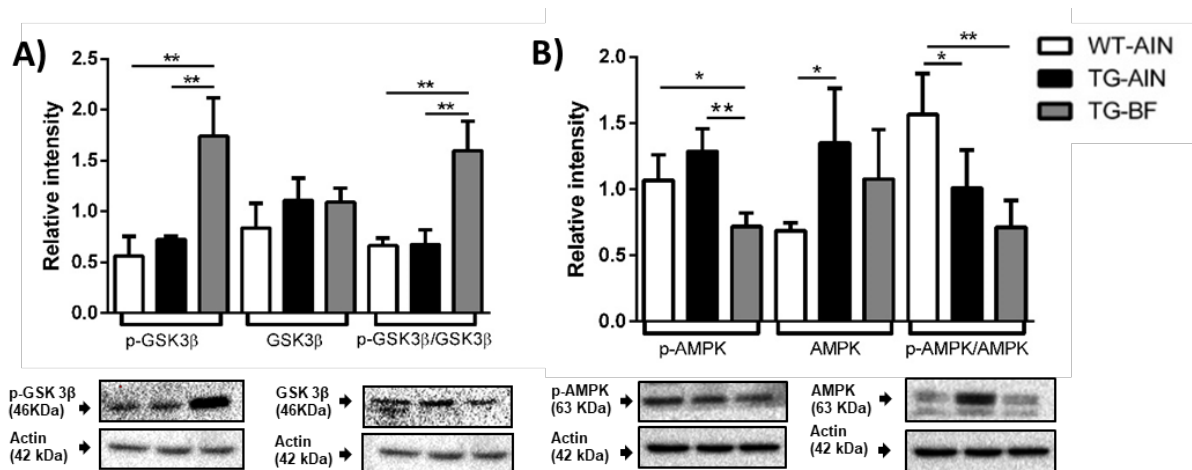 A)
Relative intensity
2.5
2.0
1.5
1.0
0.5
0.0
**
**
**
**
p-GSK3β
GSK3β
p-GSK3β/GSK3β
B)
Relative intensity
2.0
1.5
1.0
0.5
0.0
*
**
*
**
*
p-AMPK
AMPK
p-AMPK/AMPK
WT-AIN
TG-AIN
TG-BF
p-GSK 3β
(46KDa)
Actin
(42 kDa)
GSK 3β
(46KDa)
Actin
(42 kDa)
p-AMPK
(63 KDa)
Actin
(42 kDa)
AMPK
(63 KDa)
Actin
(42 kDa)